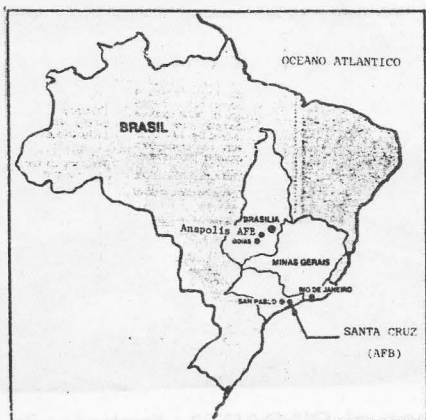 OCEANO ATLANTICO
BRASIL
BRASILIA
Anapolis AFB
GOIAS
MINAS GERAIS
RIO DE JANEIRO
SAN PABLO
SANTA CRUZ
(AFB)